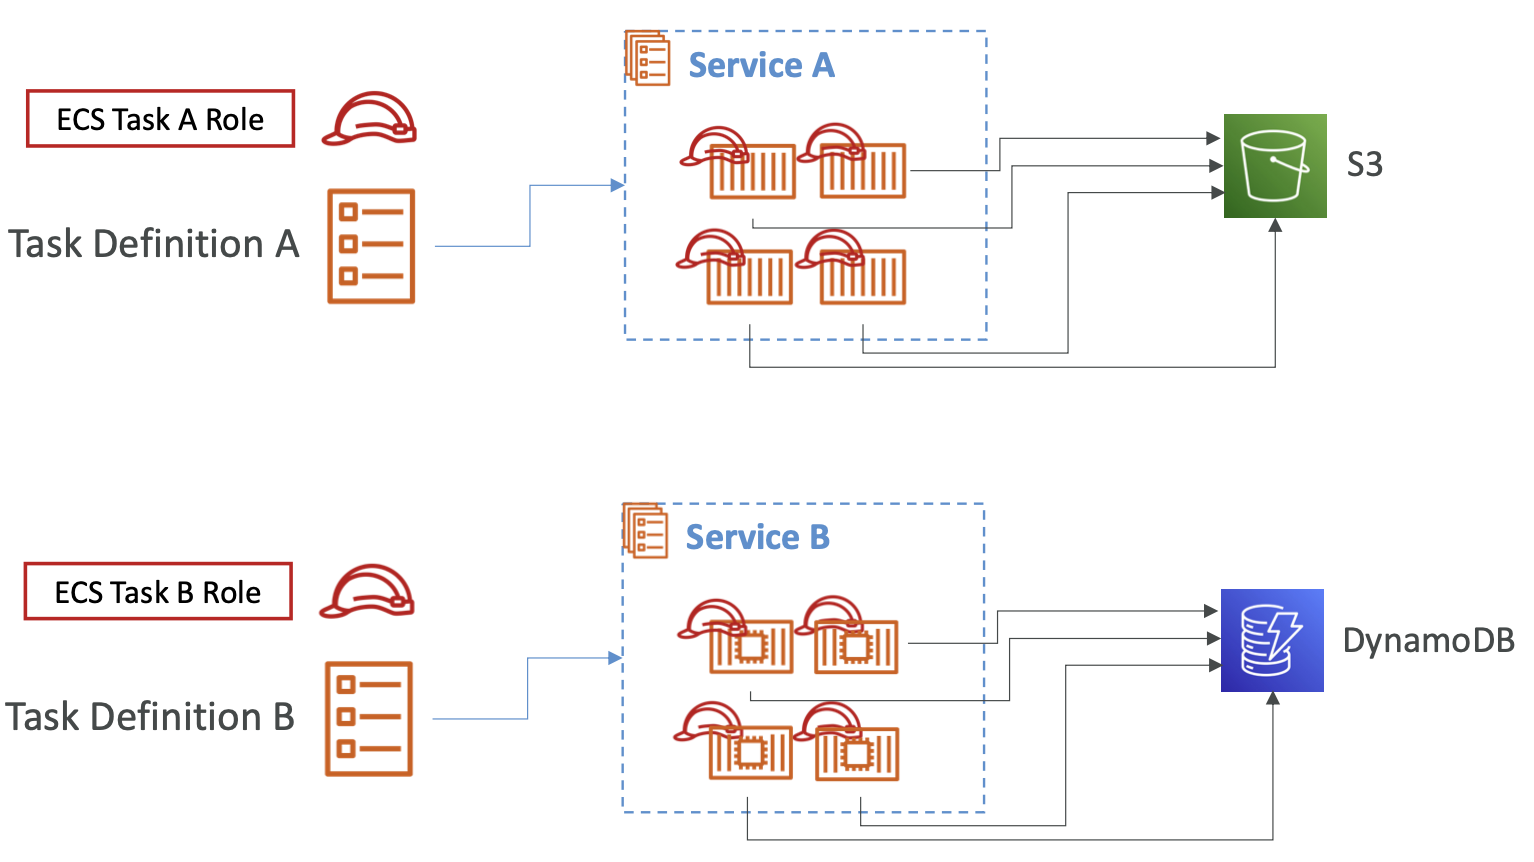 Service A
ECS Task A Role
S3
Task Definition A
Service B
ECS Task B Role
DynamoDB
Task Definition B